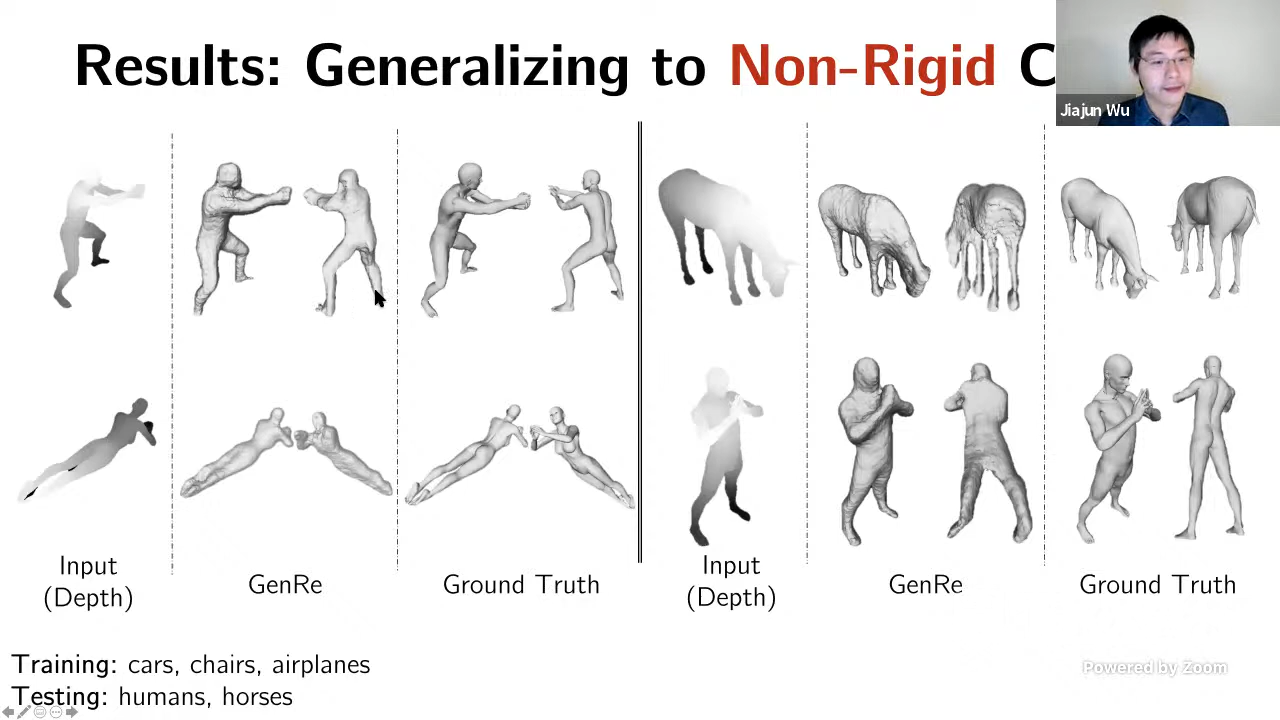 Results: Generalizing to Non-Rigid C
Jiajun Wu
Input
(Depth)
GenRe
Ground Truth
Input
(Depth)
GenRe
Ground Truth
Training: cars, chairs, airplanes
Testing: humans, horses
Powered by Zoom